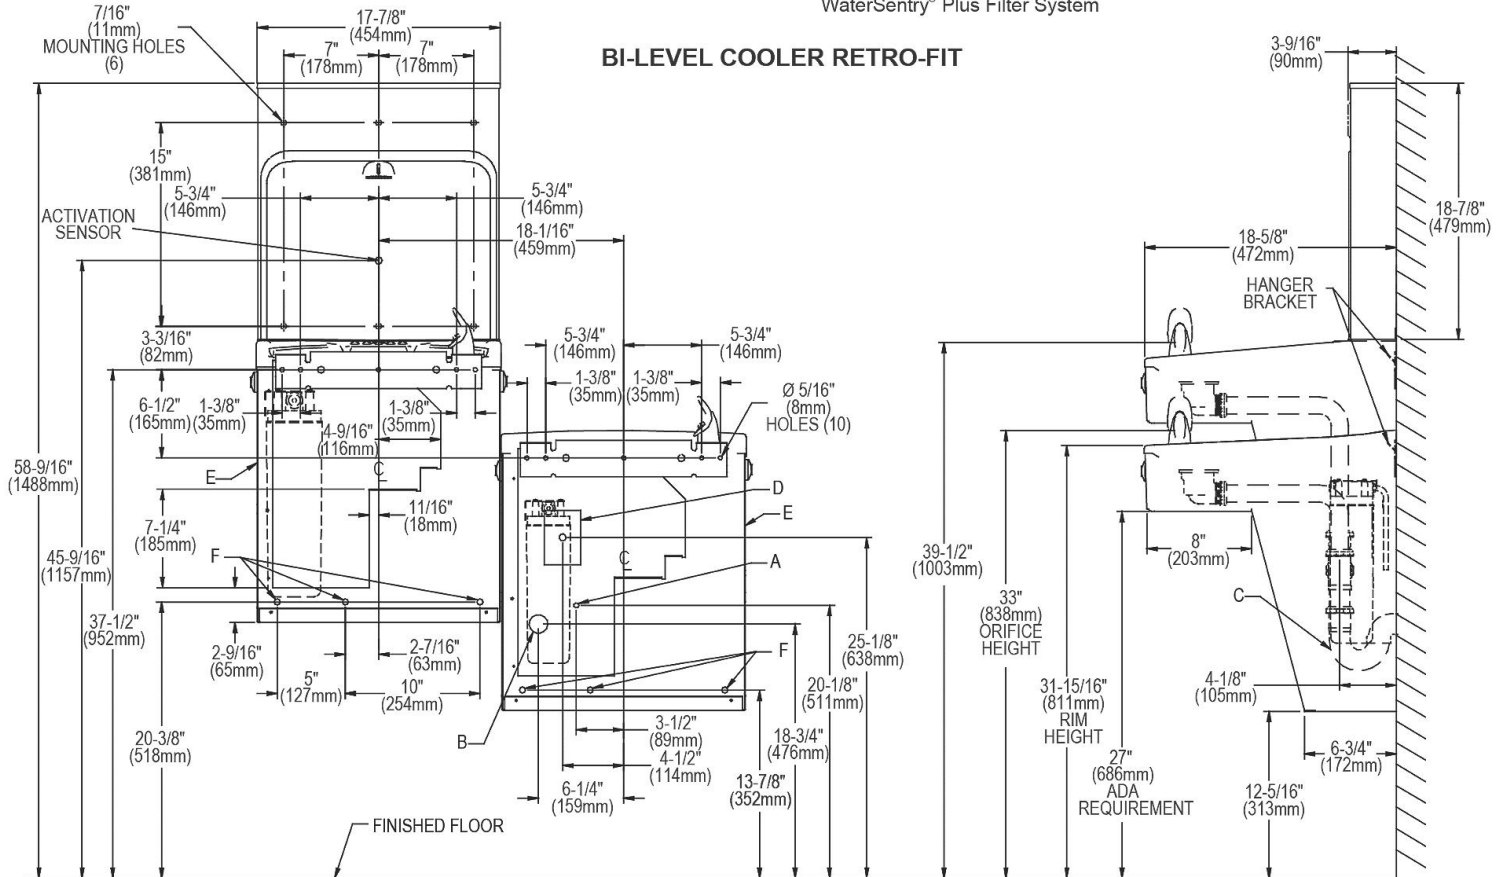 WaterSentry® Plus Filter System
BI-LEVEL COOLER RETRO-FIT
7/16"
(11mm)
MOUNTING HOLES
(6)
17-7/8"
(454mm)
7"
(178mm)
7"
(178mm)
15"
(381mm)
5-3/4"
(146mm)
5-3/4"
(146mm)
ACTIVATION
SENSOR
18-1/16"
(459mm)
3-3/16"
(82mm)
6-1/2"
(165mm)
1-3/8"
(35mm)
1-3/8"
(35mm)
4-9/16"
(116mm)
C
L
E
58-9/16"
(1488mm)
11/16"
(18mm)
7-1/4"
(185mm)
F
45-9/16"
(1157mm)
37-1/2"
(952mm)
2-9/16"
(65mm)
2-7/16"
(63mm)
5"
(127mm)
10"
(254mm)
20-3/8"
(518mm)
5-3/4"
(146mm)
5-3/4"
(146mm)
1-3/8"
(35mm)
1-3/8"
(35mm)
Ø 5/16"
(8mm)
HOLES (10)
D
E
C
L
A
F
B
25-1/8"
(638mm)
20-1/8"
(511mm)
3-1/2"
(89mm)
18-3/4"
(476mm)
4-1/2"
(114mm)
13-7/8"
(352mm)
6-1/4"
(159mm)
FINISHED FLOOR
3-9/16"
(90mm)
18-7/8"
(479mm)
18-5/8"
(472mm)
HANGER
BRACKET
39-1/2"
(1003mm)
8"
(203mm)
33"
(838mm)
ORIFICE
HEIGHT
C
4-1/8"
(105mm)
31-15/16"
(811mm)
RIM
HEIGHT
6-3/4"
(172mm)
27"
(686mm)
ADA
REQUIREMENT
12-5/16"
(313mm)